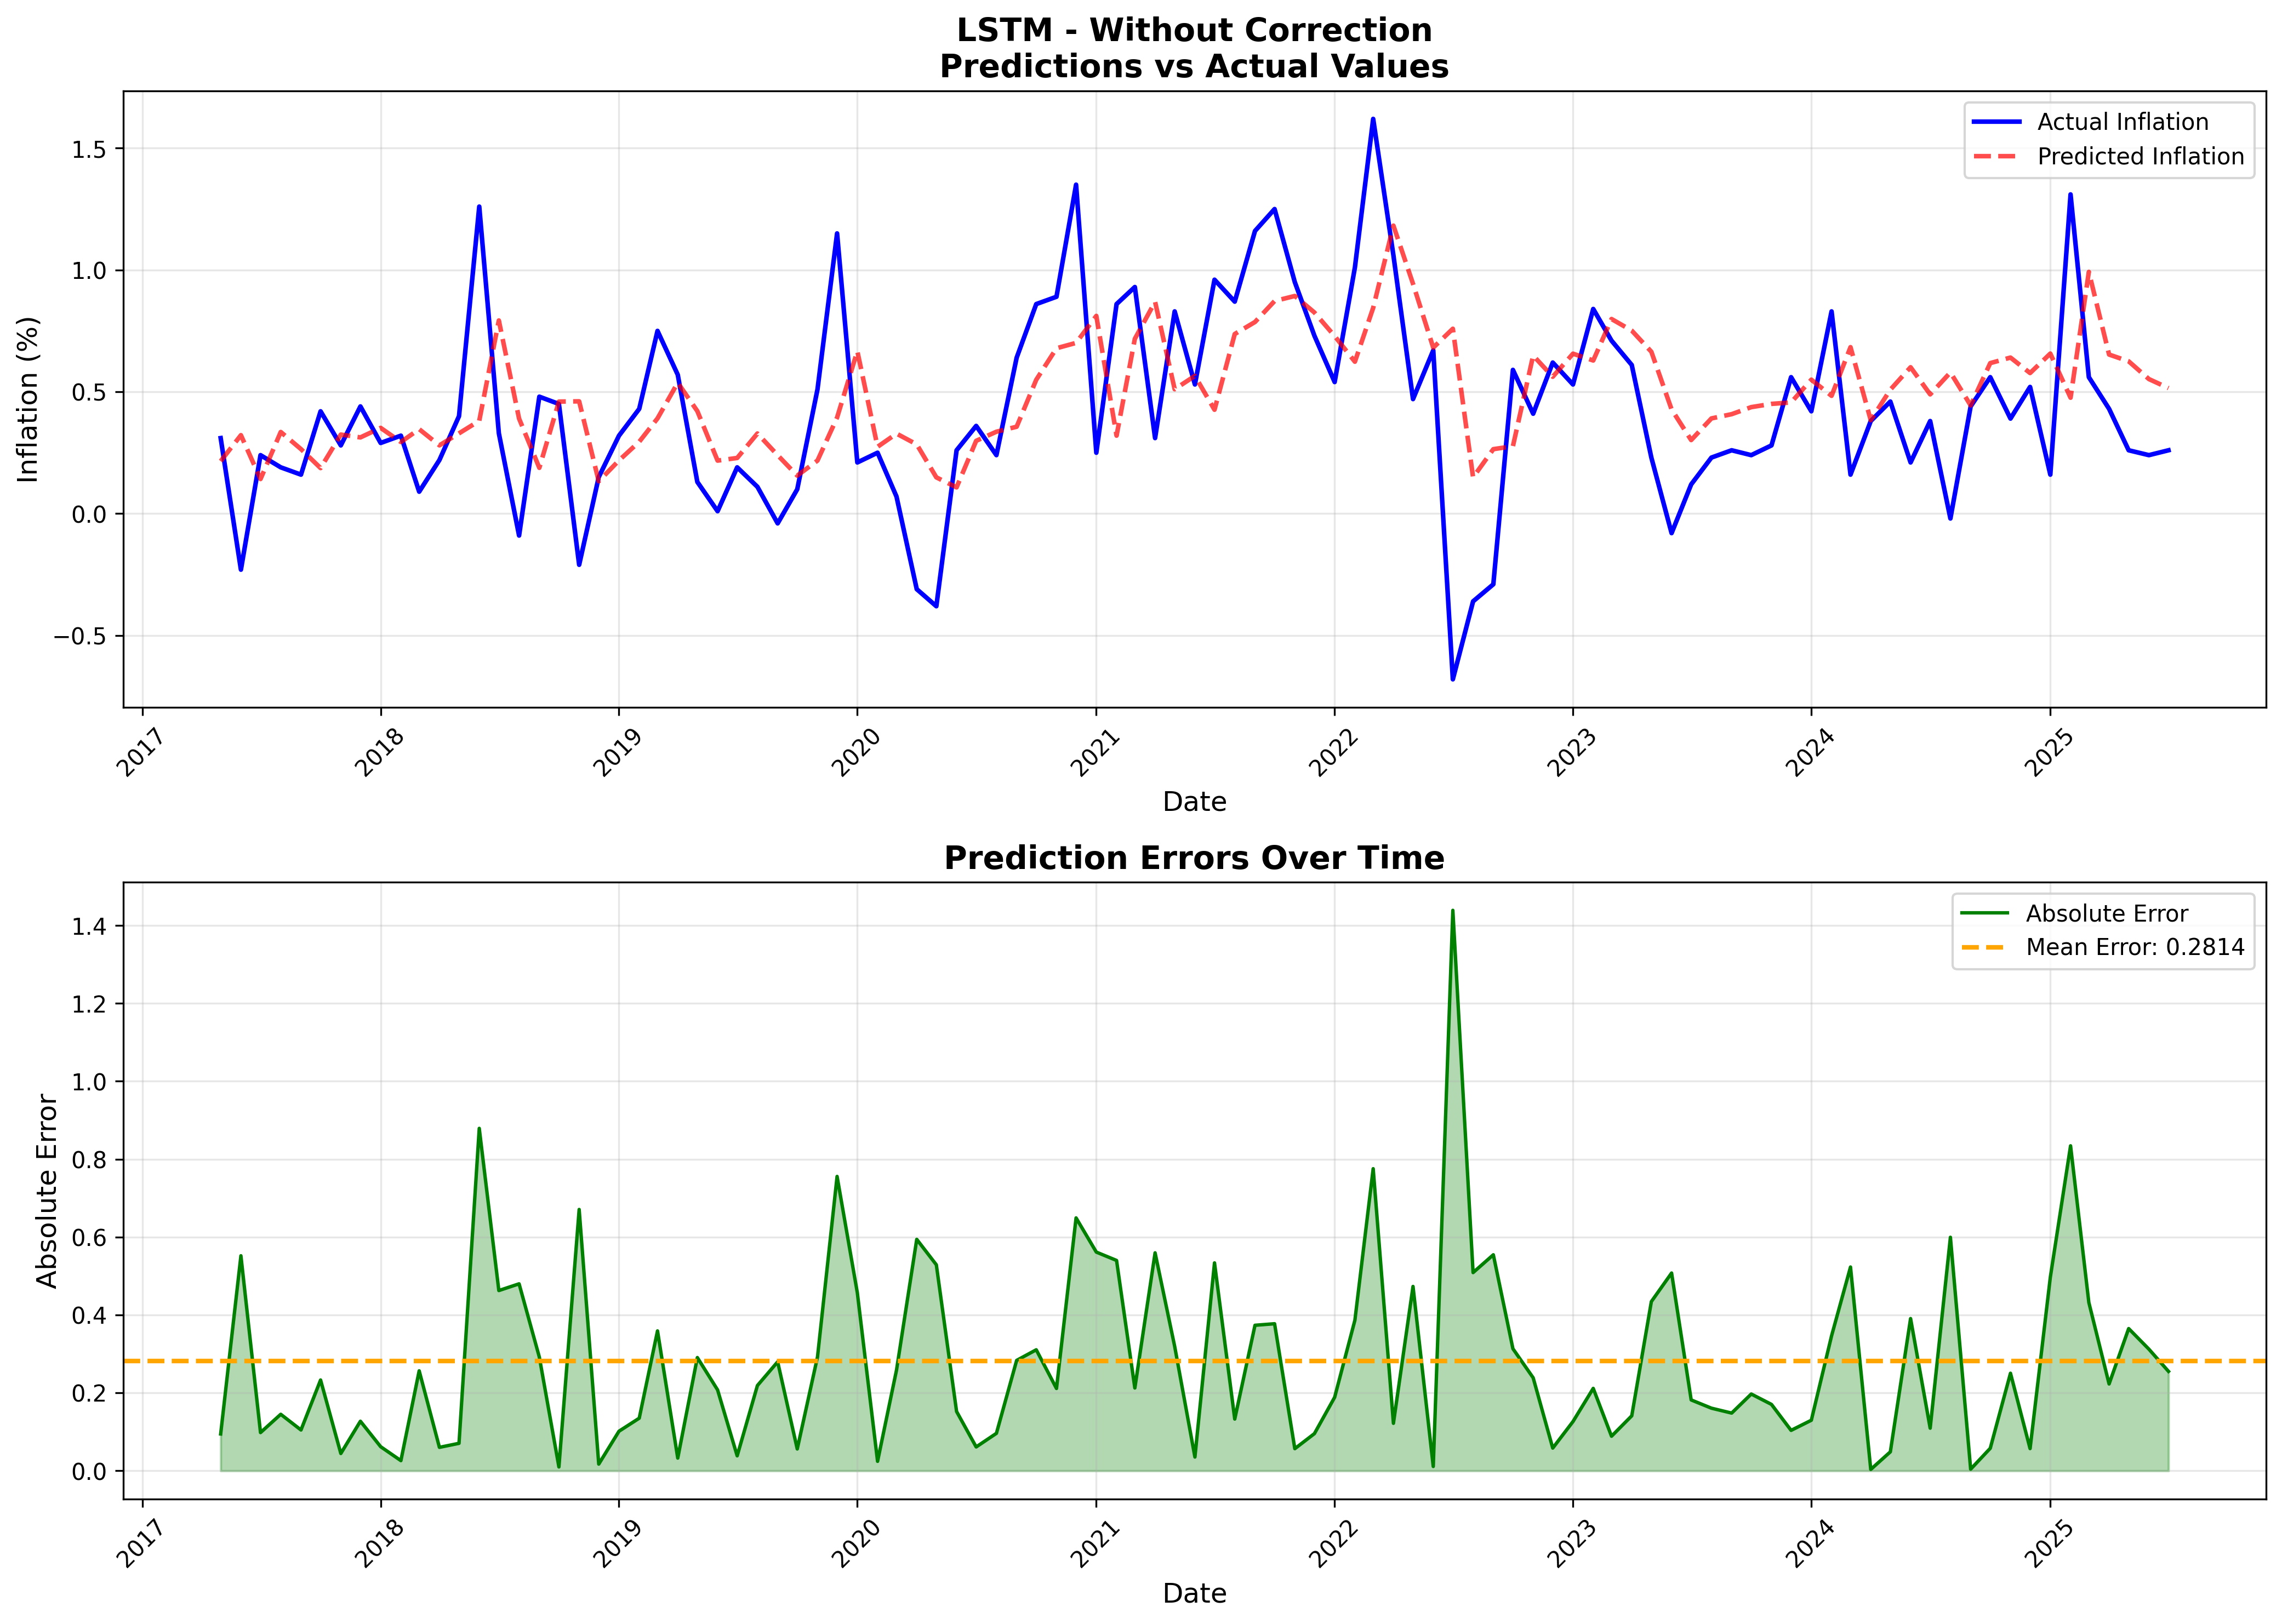 LSTM - Without Correction
Predictions vs Actual Values
Actual Inflation
Predicted Inflation
Inflation (%)
1.5
1.0
0.5
0.0
−0.5
2017
2018
2019
2020
2021
2022
2023
2024
2025
Date
Prediction Errors Over Time
Absolute Error
Mean Error: 0.2814
Absolute Error
1.4
1.2
1.0
0.8
0.6
0.4
0.2
0.0
2017
2018
2019
2020
2021
2022
2023
2024
2025
Date